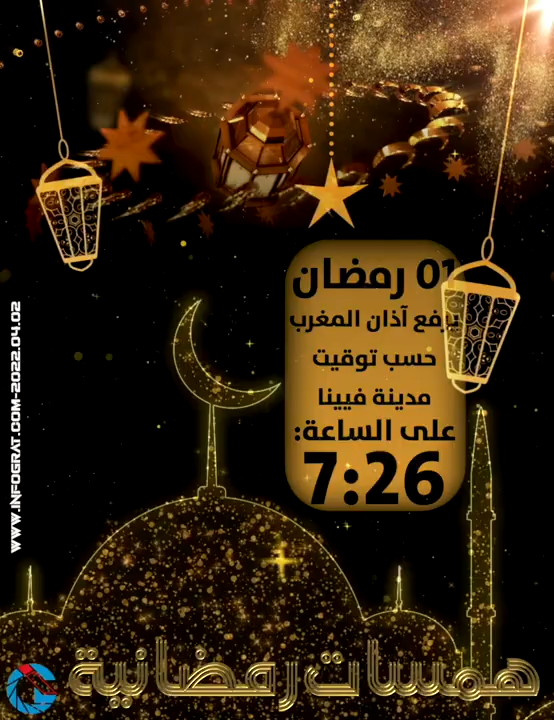 01 رمضان
يرفع آذان المغرب
حسب توقيت
مدينة فيينا
على الساعة:
7:26
WWW.INFOGRAT.COM-2022.04.02
همسات رمضانية